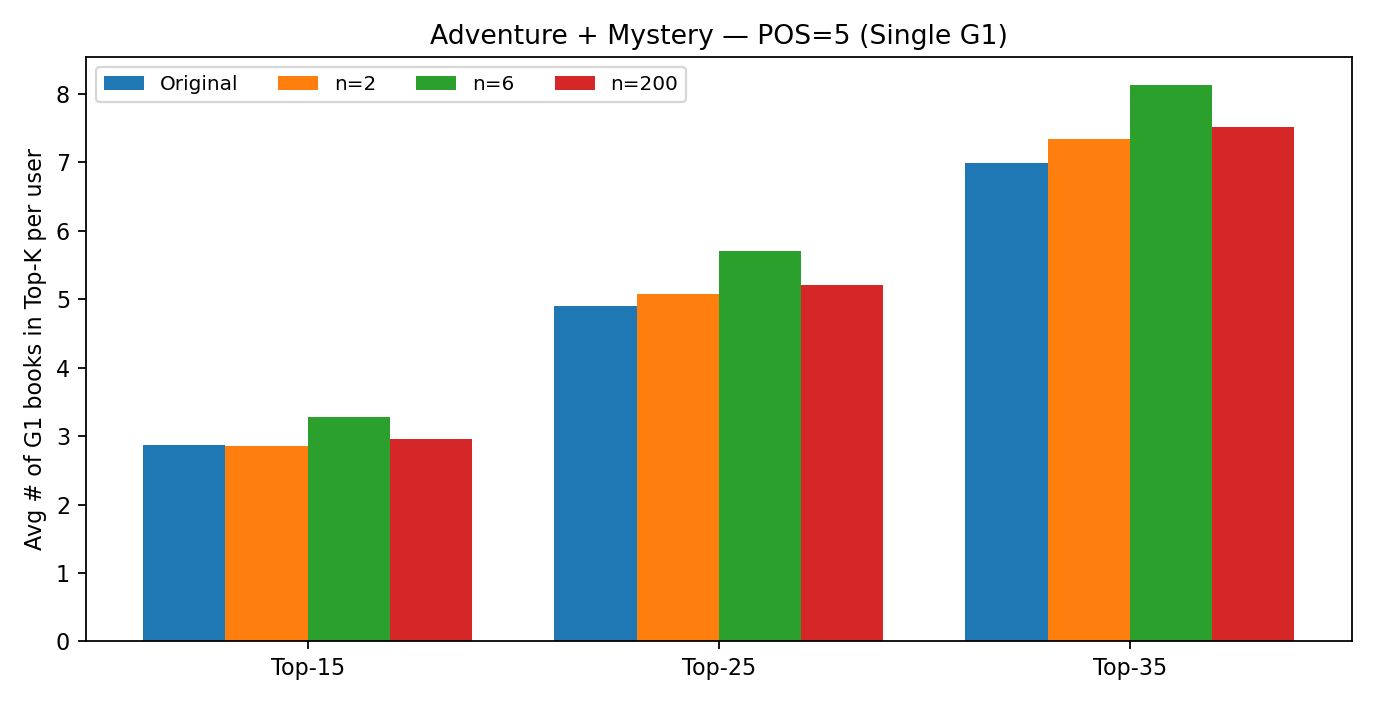 Adventure + Mystery — POS=5 (Single G1)
Original n=2 n=6 n=200
Avg # of G1 books in Top-K per user
8
7
6
5
4
3
2
1
0
Top-15 Top-25 Top-35